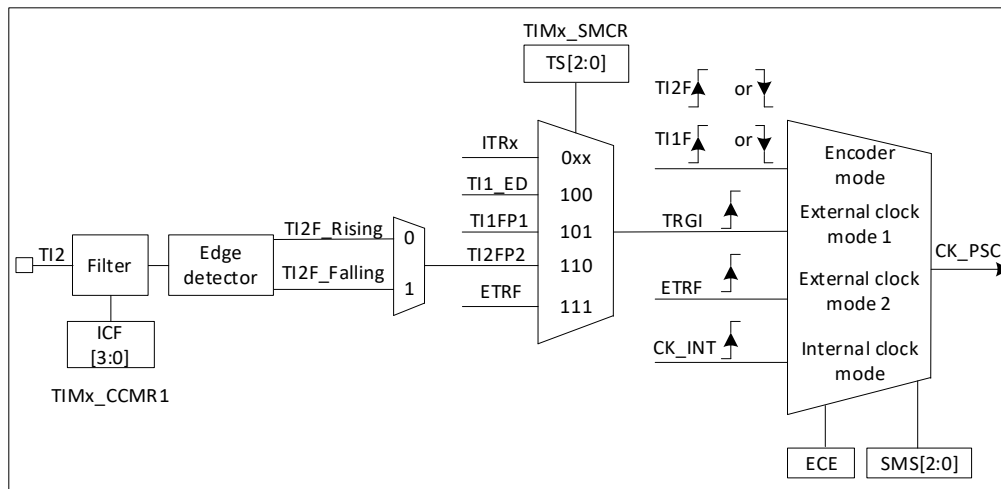 TIMx_SMCR
TS[2:0]
TI2F or
TI1F or
ITRx
0xx
Encoder
mode
TI1_ED
100
TRGI
External clock
mode 1
TI2
Filter
Edge
detector
TI2F_Rising
0
TI1FP1
101
TI2F_Falling
1
TI2FP2
110
CK_PSC
ETRF
111
ETRF
External clock
mode 2
ICF
[3:0]
CK_INT
Internal clock
mode
TIMx_CCMR1
ECE
SMS[2:0]